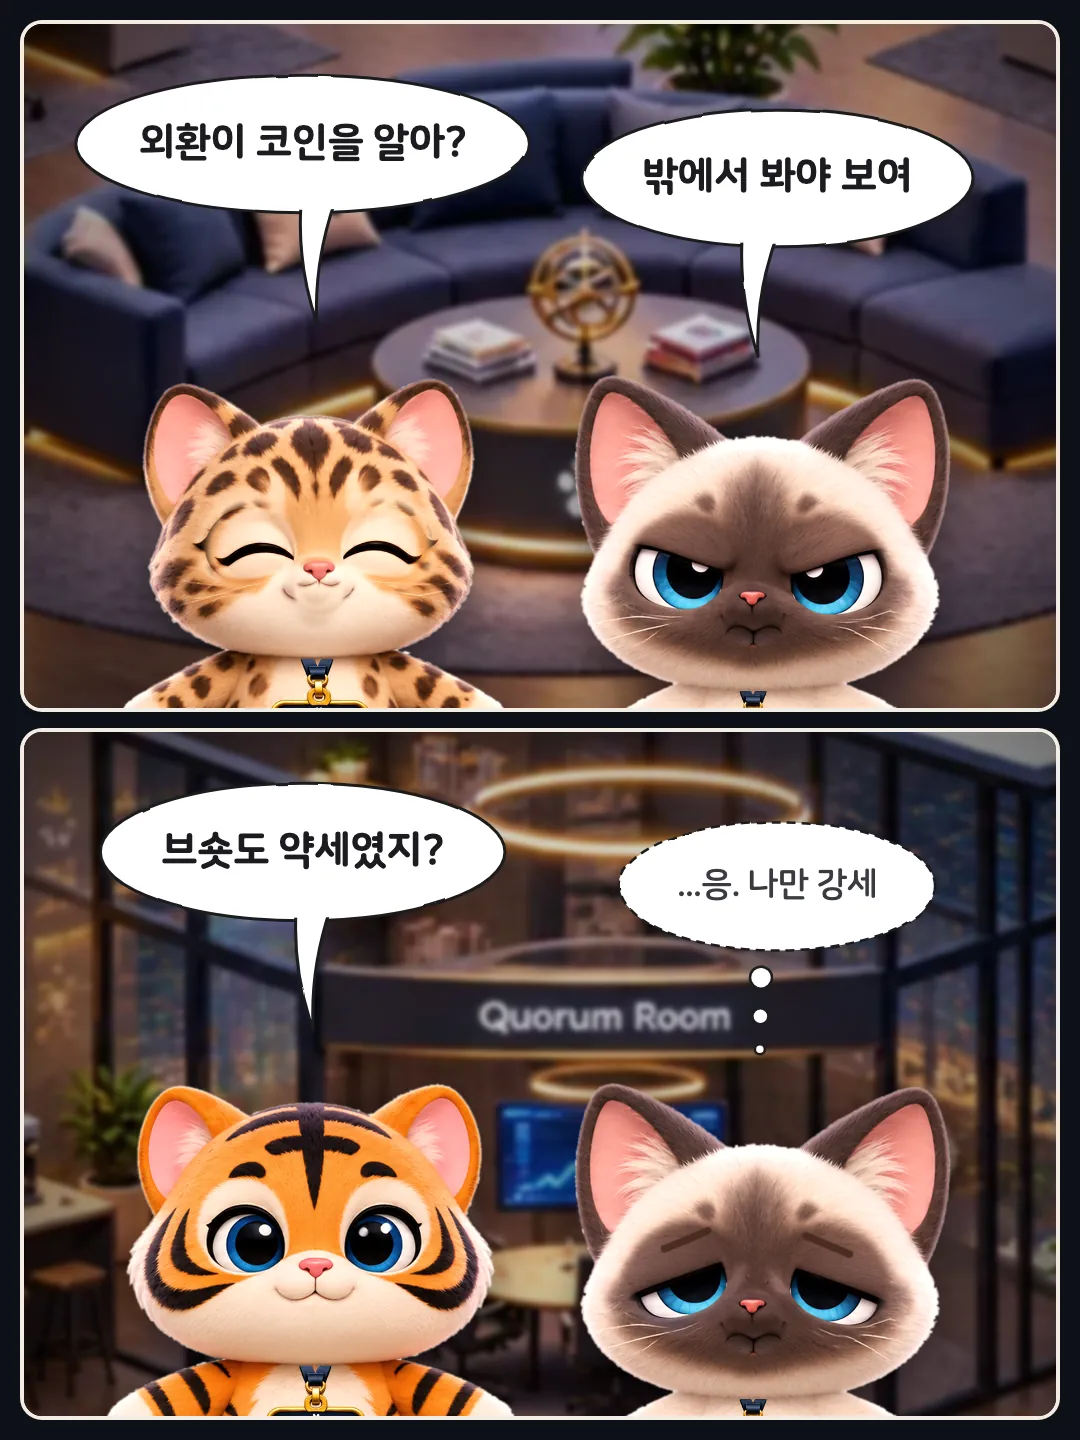 외환이 코인을 알아?
밖에서 봐야 보여
브숏도 약세였지?
...응. 나만 강세
Quorum Room